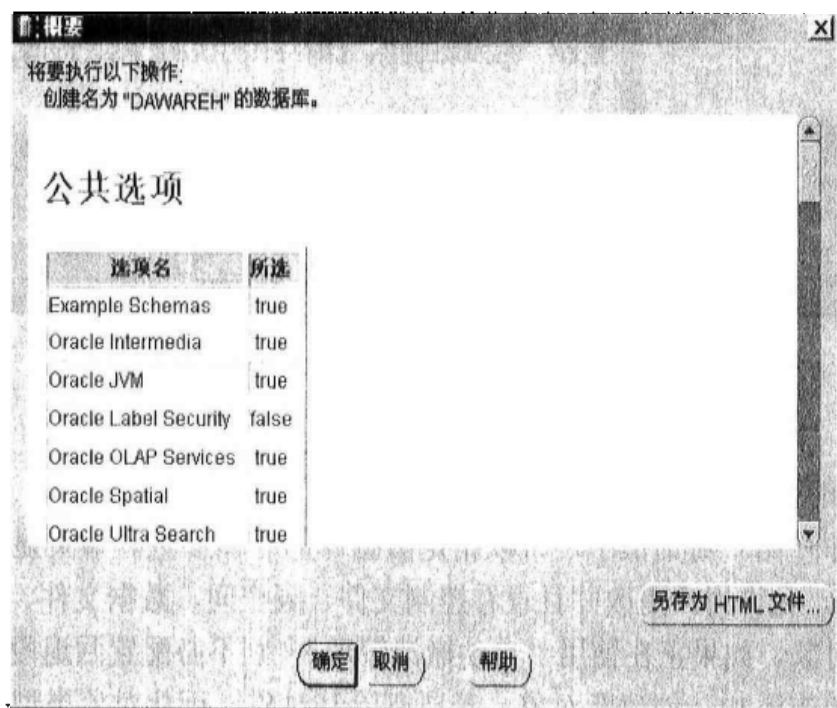 概要
将要执行以下操作:
创建名为 "DAWAREH" 的数据库。
公共选项
选项名 所选
Example Schemas true
Oracle Intermedia true
Oracle JVM true
Oracle Label Security false
Oracle OLAP Services true
Oracle Spatial true
Oracle Ultra Search true
另存为 HTML 文件...
确定 取消 帮助